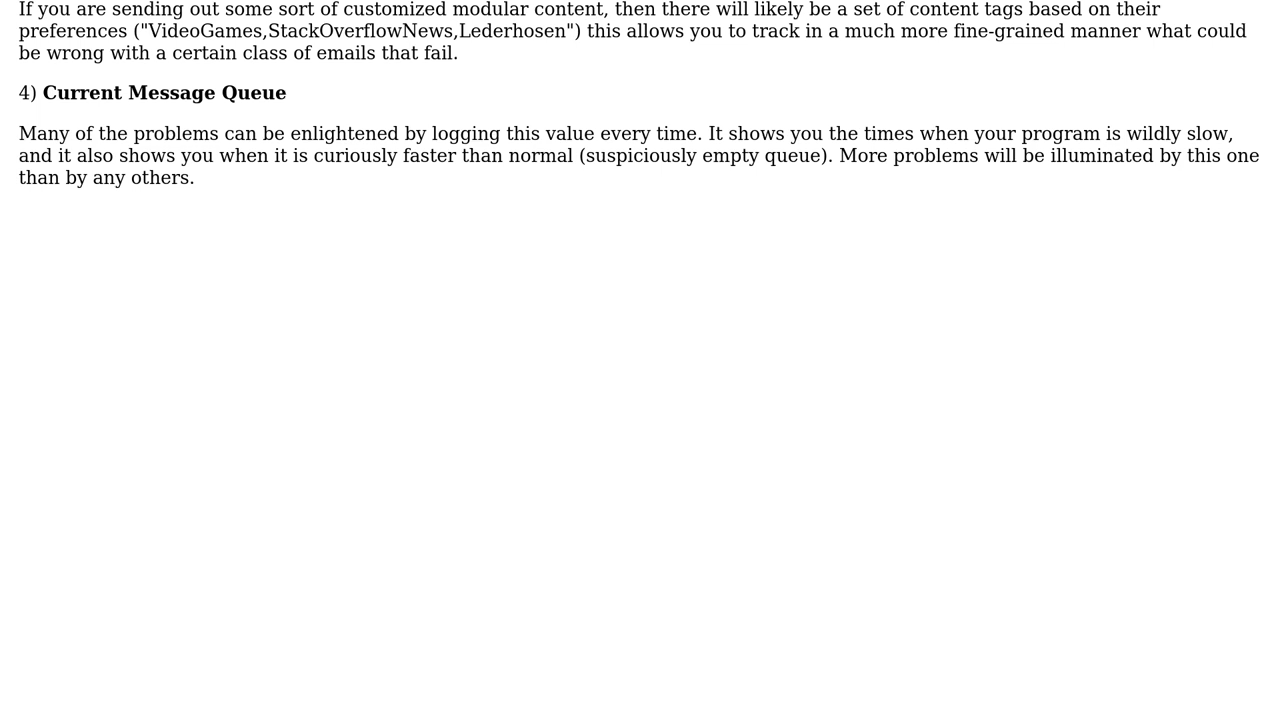 If you are sending out some sort of customized modular content, then there will likely be a set of content tags based on their
preferences ("VideoGames,StackOverflowNews,Lederhosen") this allows you to track in a much more fine-grained manner what could
be wrong with a certain class of emails that fail.
4) Current Message Queue
Many of the problems can be enlightened by logging this value every time. It shows you the times when your program is wildly slow,
and it also shows you when it is curiously faster than normal (suspiciously empty queue). More problems will be illuminated by this one
than by any others.